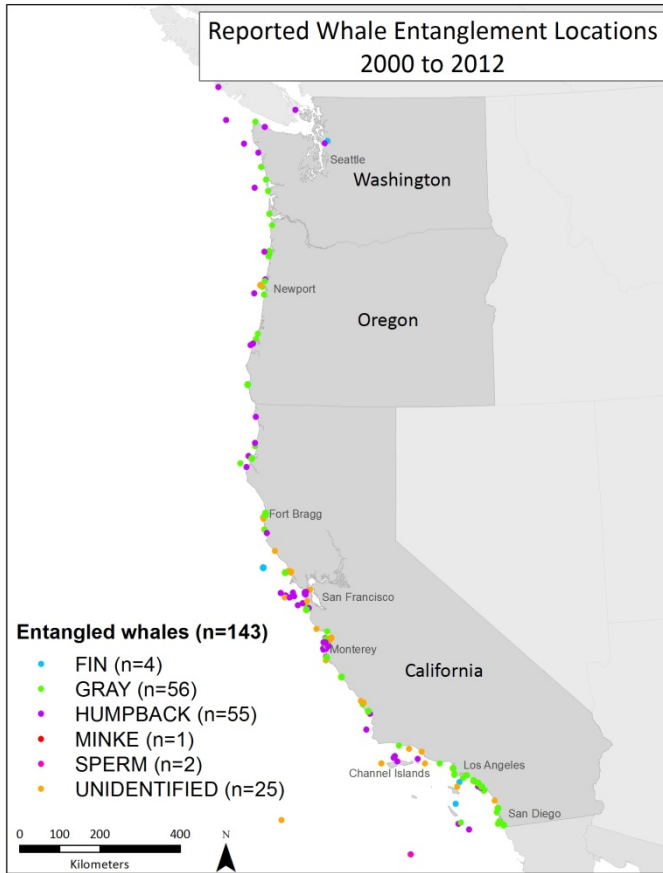 Reported Whale Entanglement Locations
2000 to 2012
Seattle
Washington
Newport
Oregon
Fort Bragg
San Francisco
Monterey
California
Channel Islands
Los Angeles
San Diego
Entangled whales (n=143)
FIN (n=4)
GRAY (n=56)
HUMPBACK (n=55)
MINKE (n=1)
SPERM (n=2)
UNIDENTIFIED (n=25)
0 100 200 400
Kilometers
N